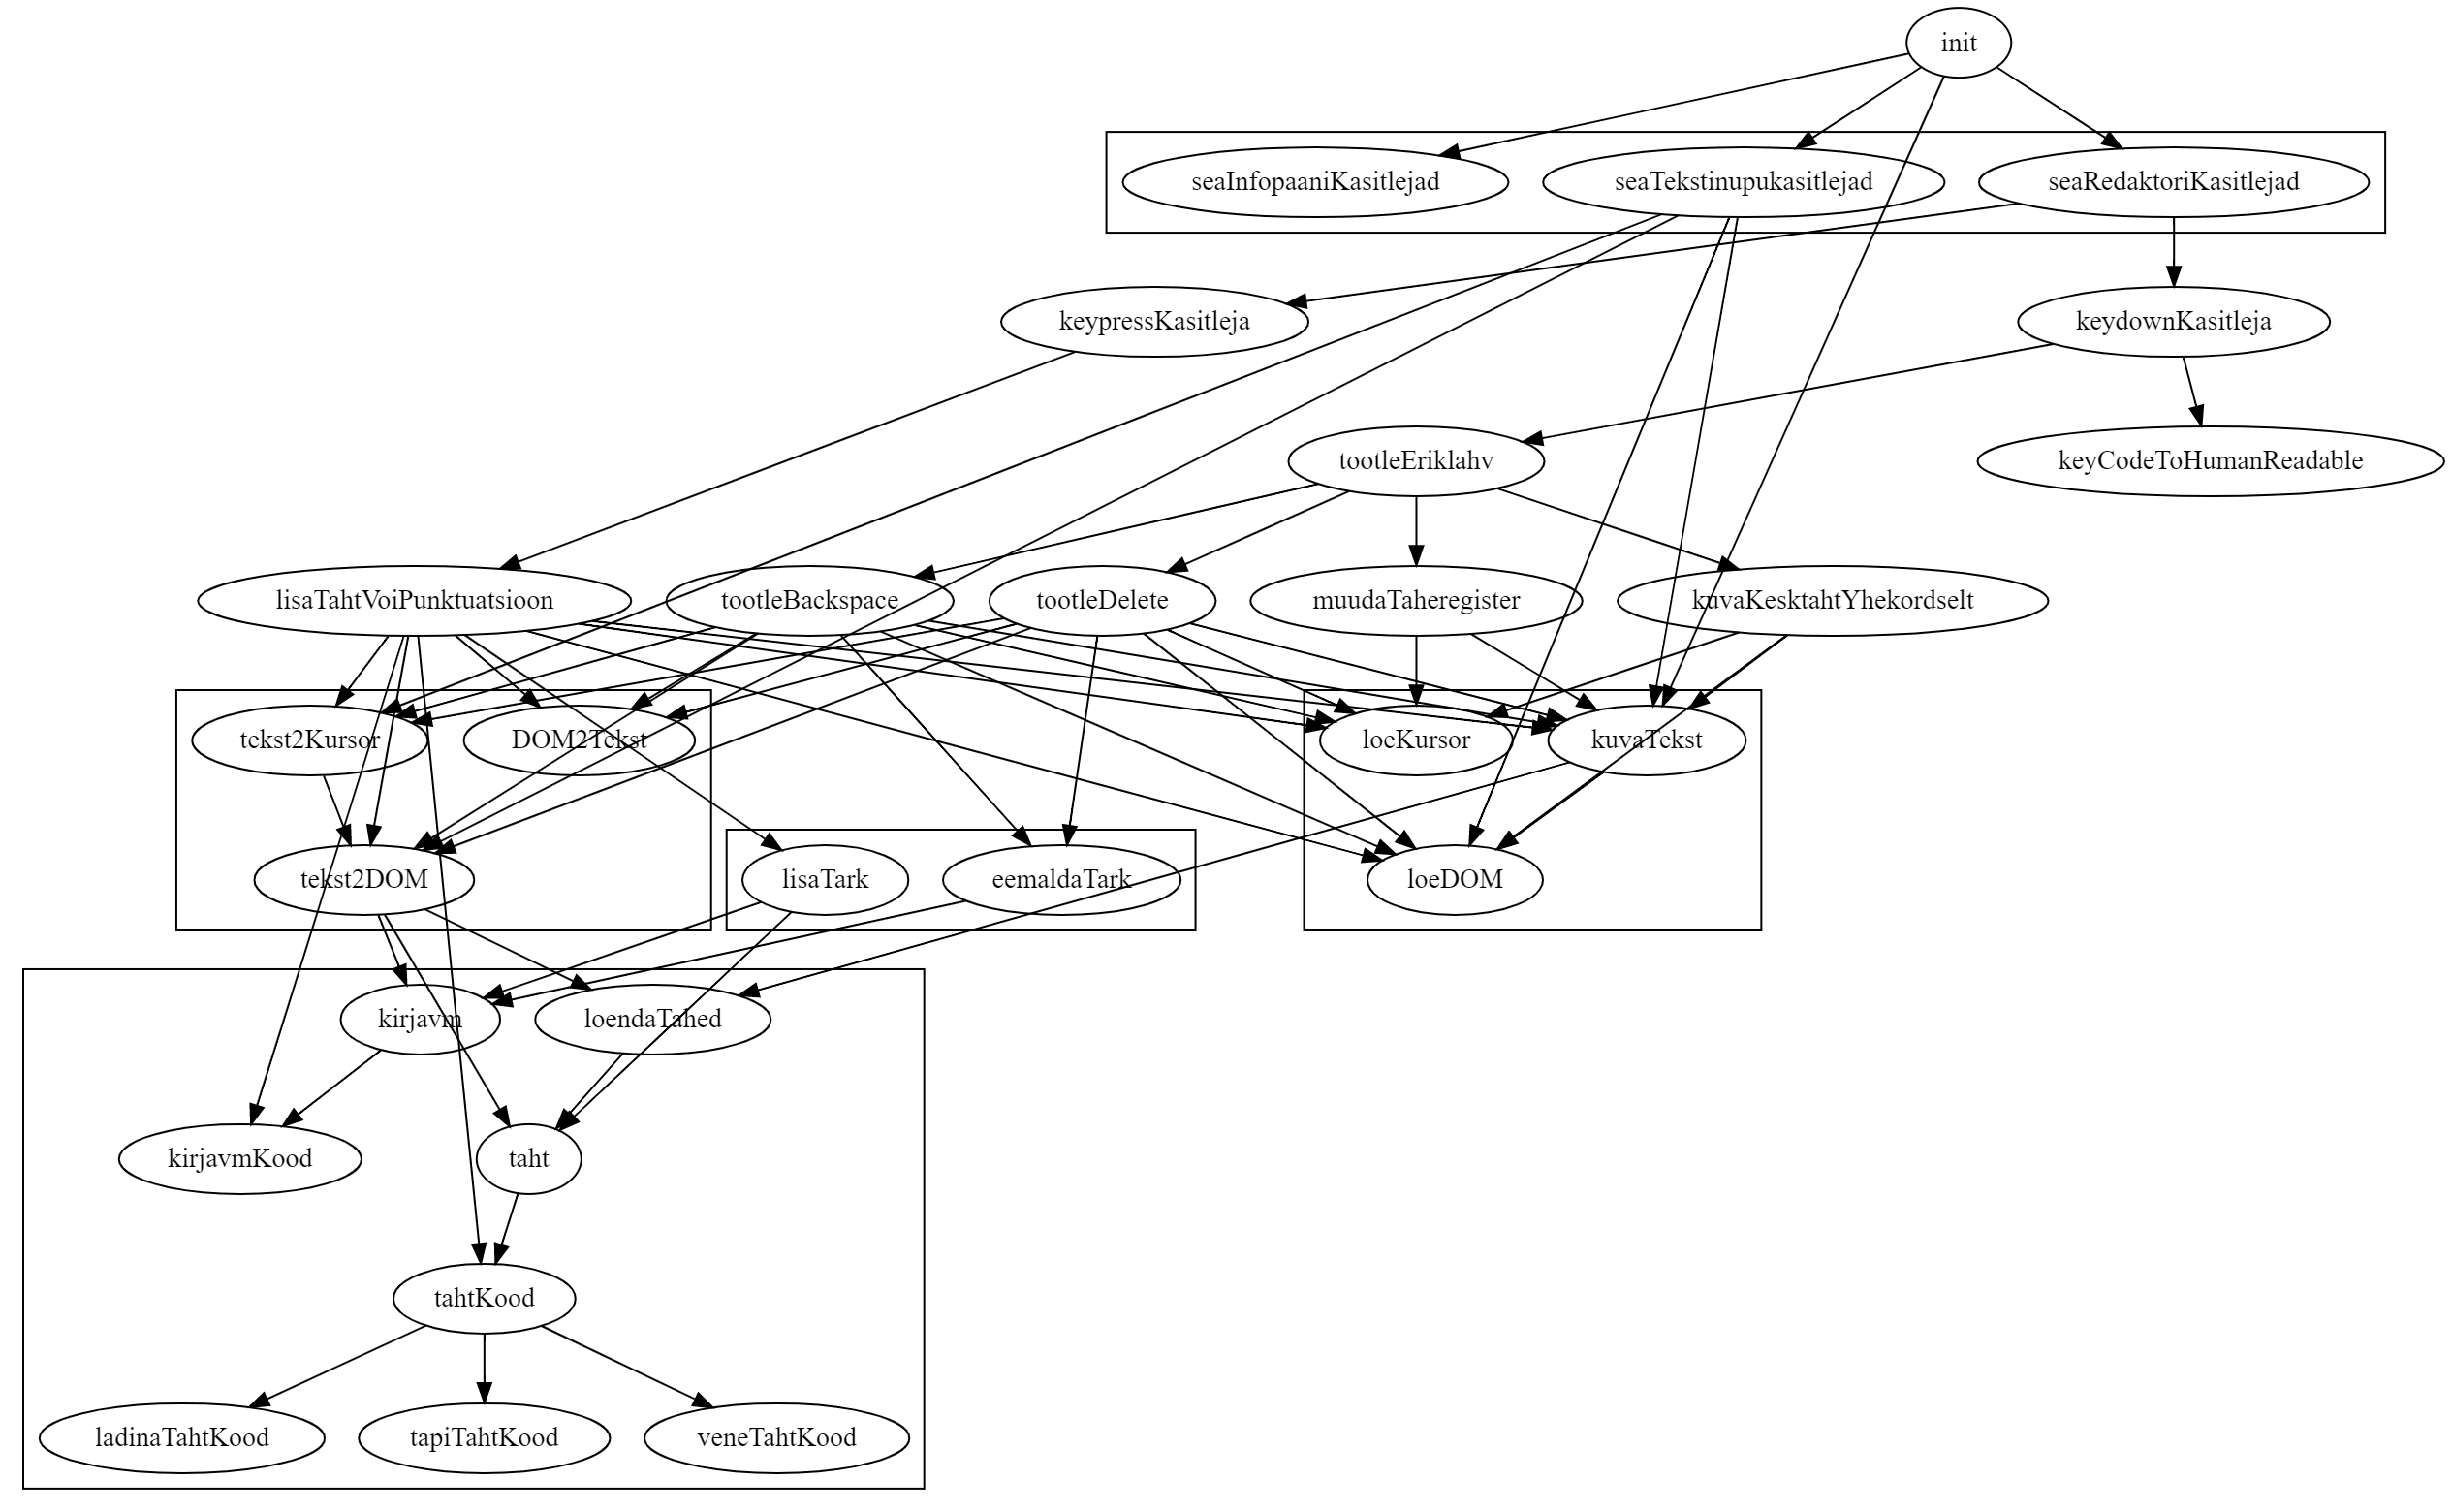 init
seaInfopaaniKasitlejad
seaTekstinupukasitlejad
seaRedaktoriKasitlejad
keypressKasitleja
keydownKasitleja
tootleEriklahv
keyCodeToHumanReadable
lisaTahtVoiPunktuatsioon
tootleBackspace
tootleDelete
muudaTaheregister
kuvaKesktahtYhekordselt
tekst2Kursor
DOM2Tekst
loeKursor
kuvaTekst
tekst2DOM
lisaTark
eemaldaTark
loeDOM
kirjavm
loendaTahed
kirjavmKood
taht
tahtKood
ladinaTahtKood
tapiTahtKood
veneTahtKood